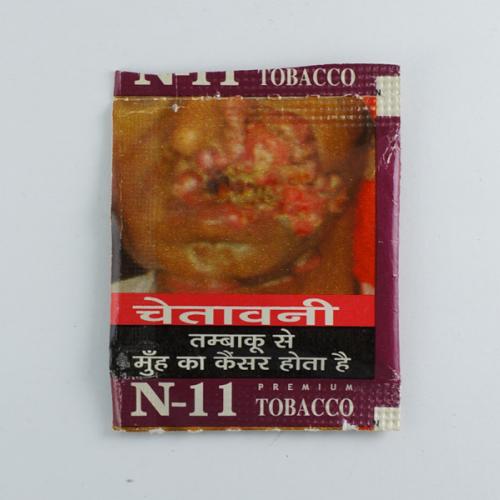 N-11 TOBACCO
चेतावनी
तम्बाकू से
मुँह का कैंसर होता है
PREMIUM
N-11 TOBACCO